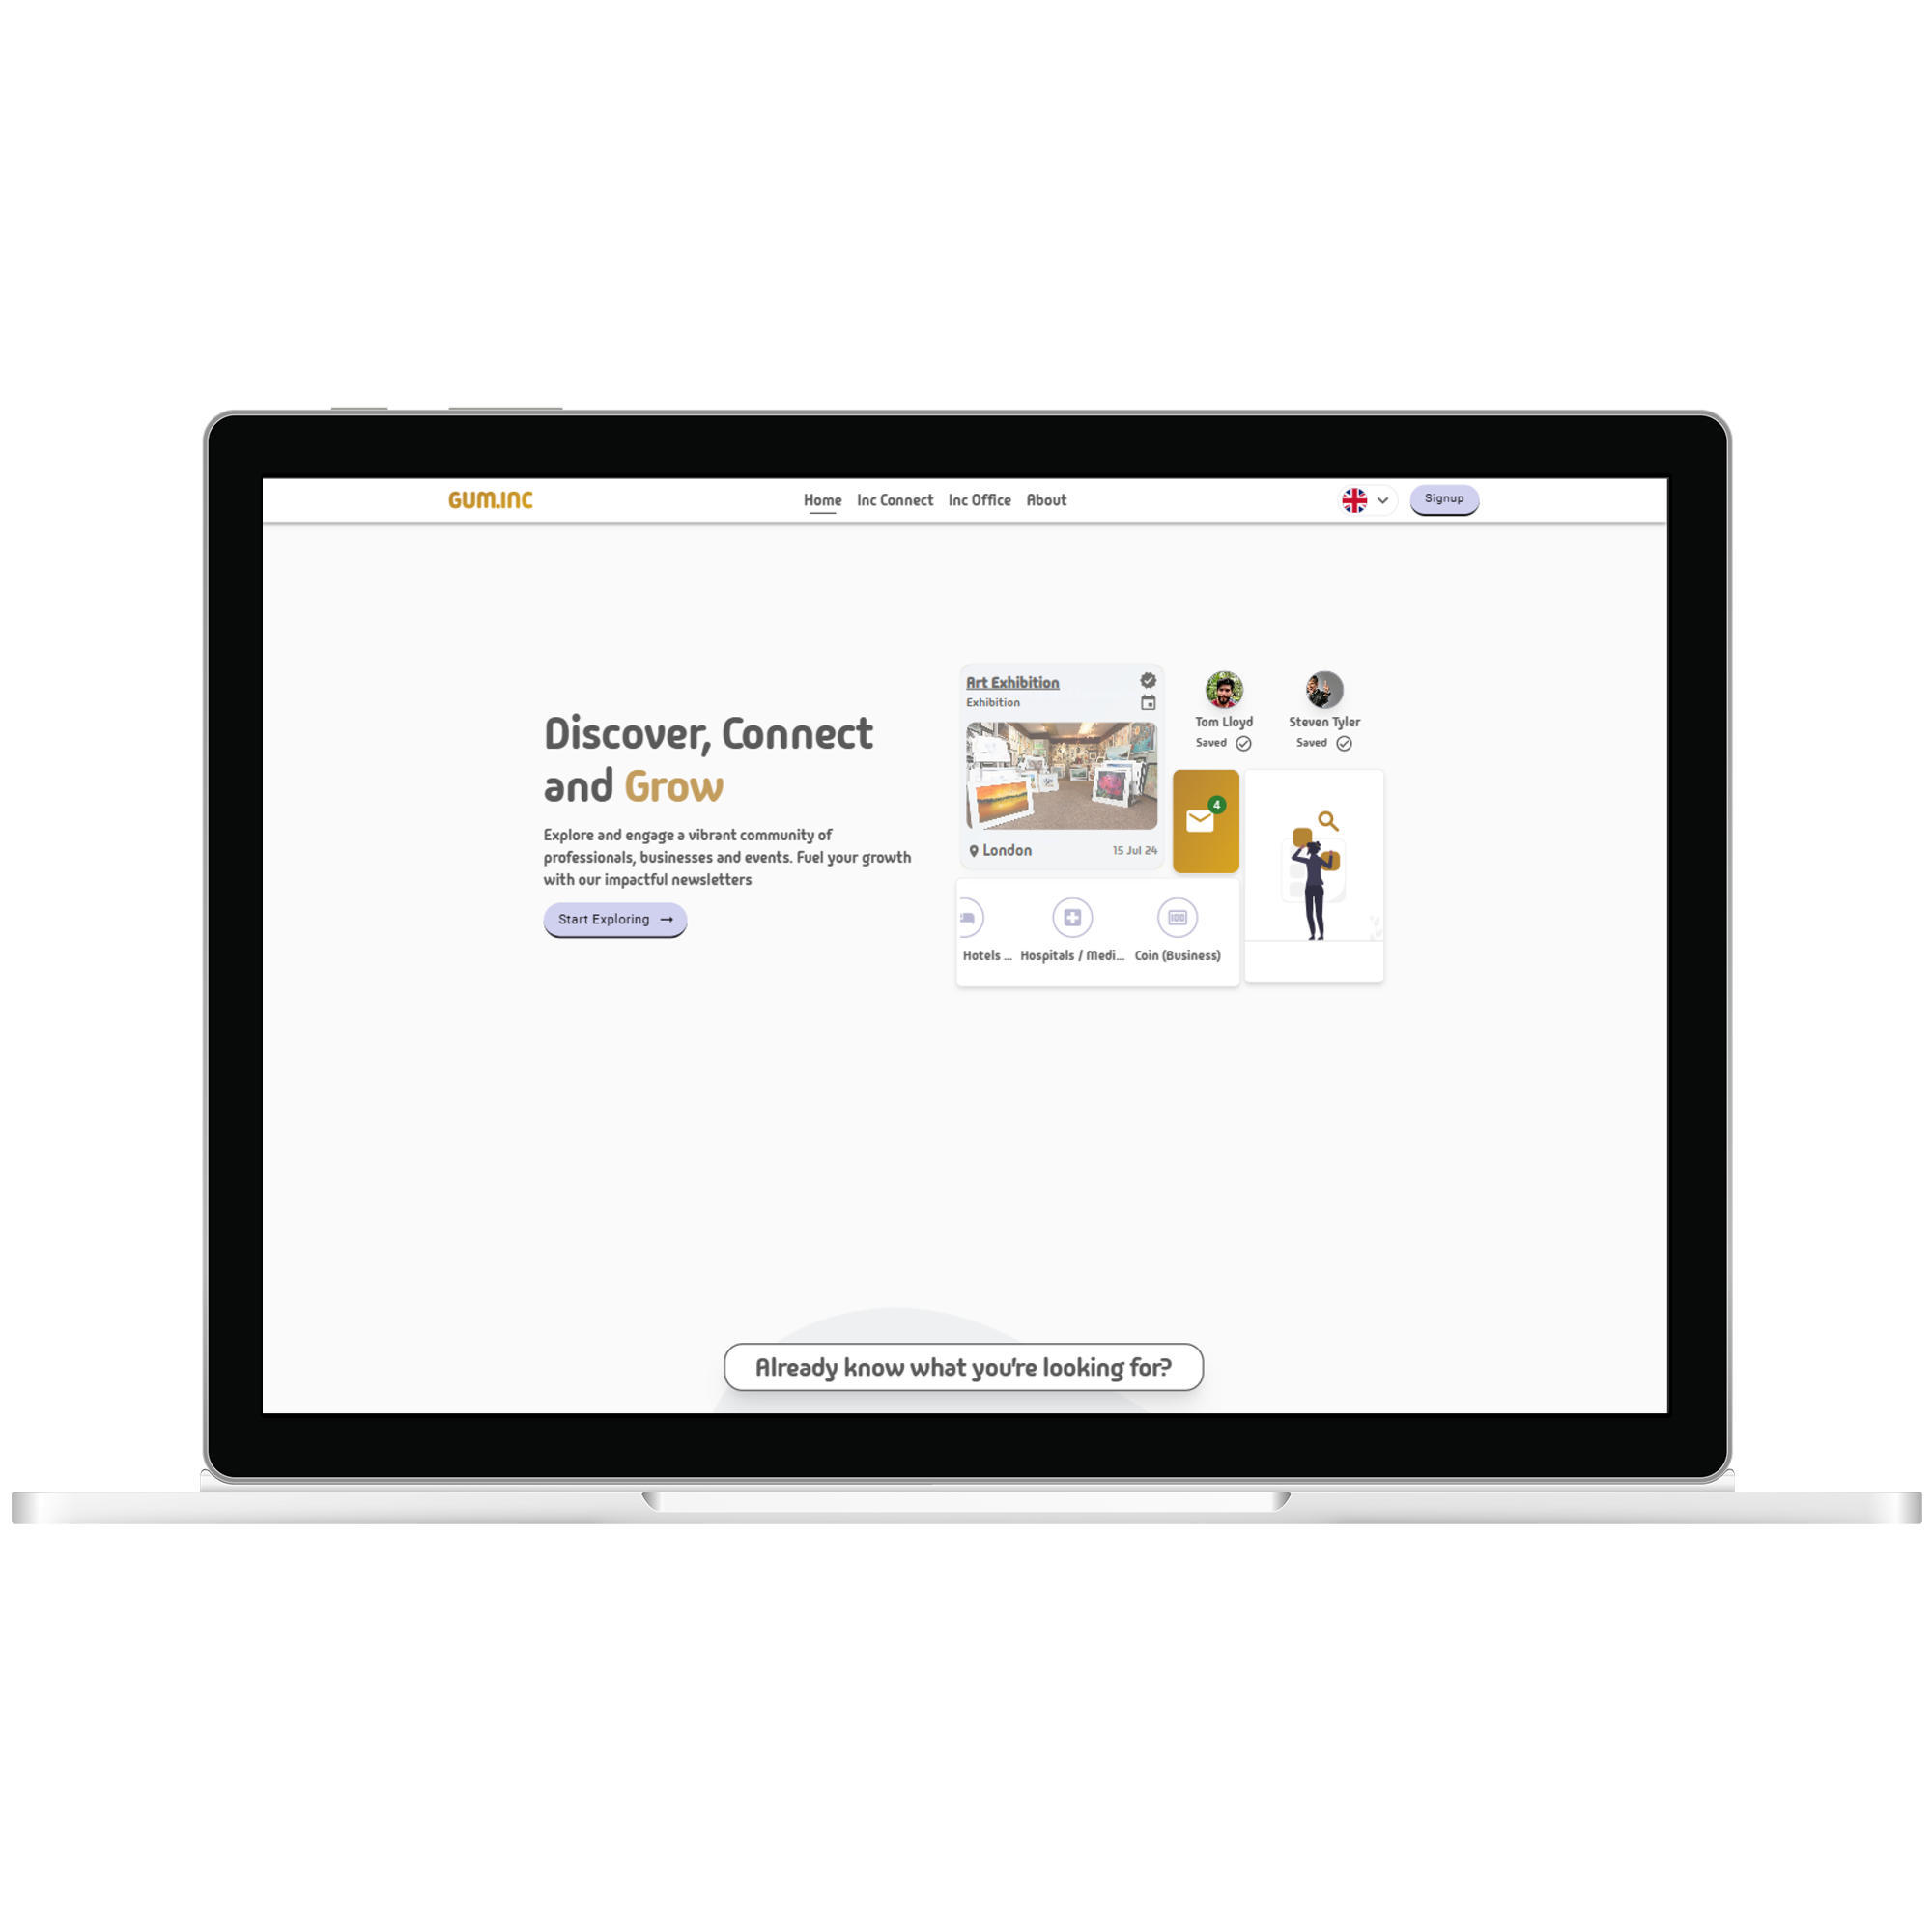 GUM.INC
Home Inc Connect Inc Office About
Signup
Discover, Connect
and Grow
Explore and engage a vibrant community of
professionals, businesses and events. Fuel your growth
with our impactful newsletters
Start Exploring
Art Exhibition
Exhibition
London 15 Jul 24
Tom Lloyd
Saved
Steven Tyler
Saved
4
Hotels ... Hospitals / Medi... Coin (Business)
100
Already know what you're looking for?